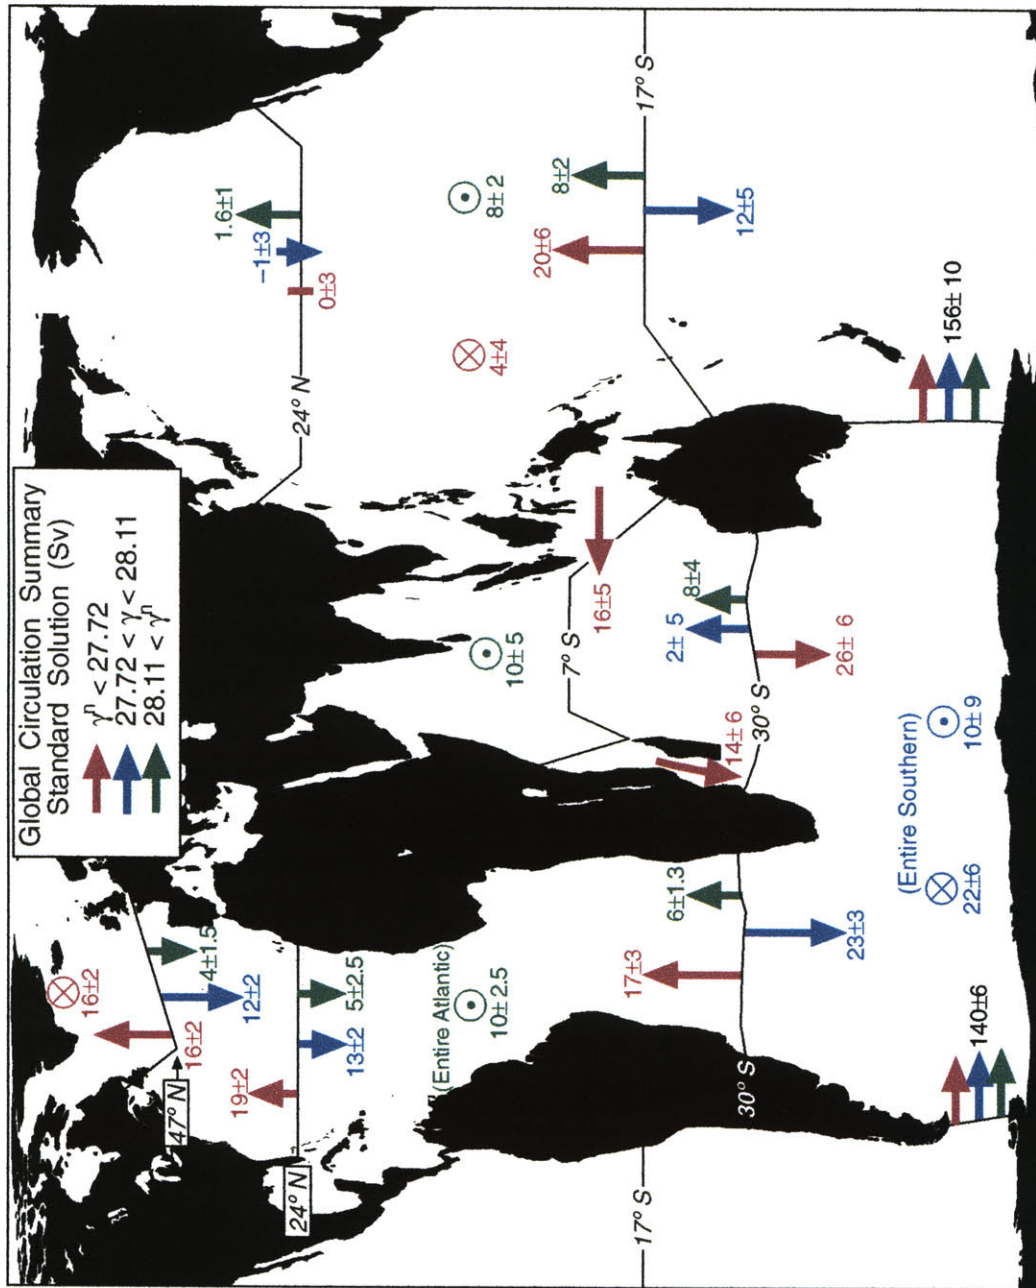 Global Circulation Summary
Standard Solution (Sv)
γⁿ < 27.72
27.72 < γ < 28.11
28.11 < γⁿ
16±2
16±2
4±1.5
12±2
47° N
19±2
13±2
5±2.5
24° N
24° N
1.6±1
−1±3
0±3
(Entire Atlantic)
10±2.5
10±5
4±4
8±2
16±5
7° S
20±6
8±2
12±5
17° S
17° S
17±3
6±1.3
23±3
30° S
14±6
2±5
8±4
26±6
30° S
(Entire Southern)
22±6
10±9
140±6
156±10